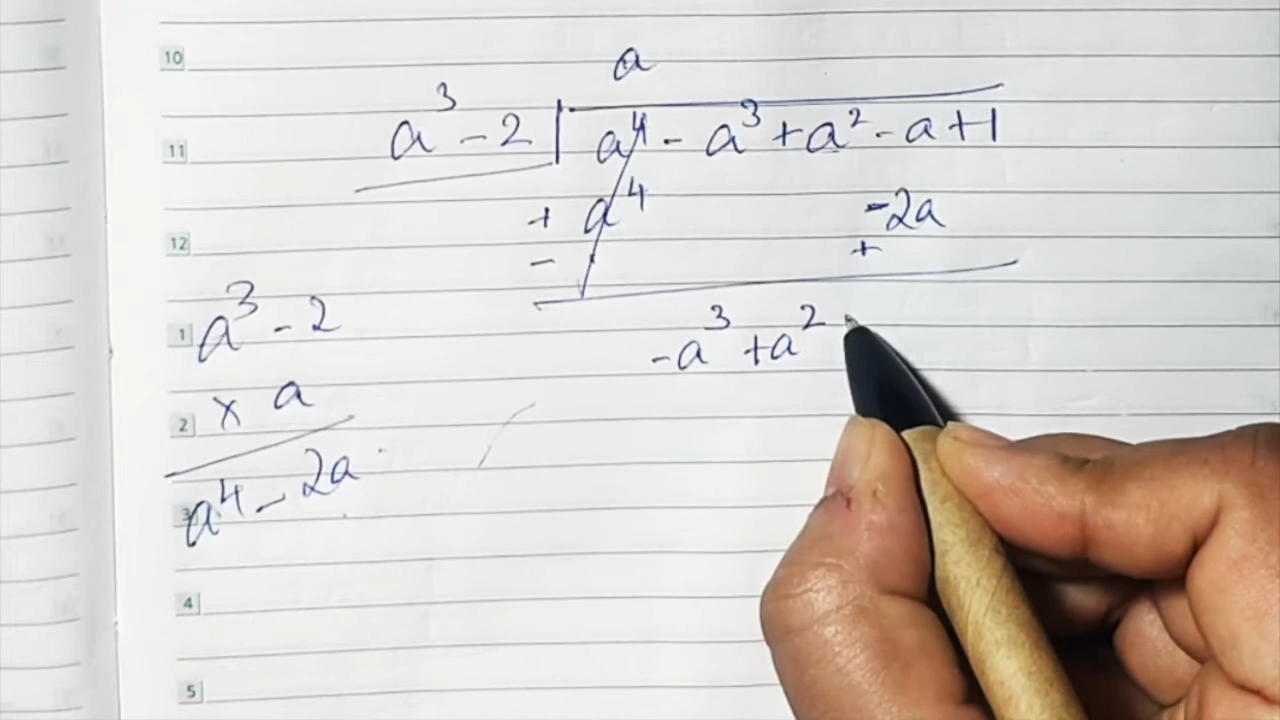 10
a
a³ - 2 | a⁴ - a³ + a² - a + 1
11
+ a⁴ - 2a
- +
12
-a³ + a²
1
a³ - 2
× a
2
a⁴ - 2a
3
4
5